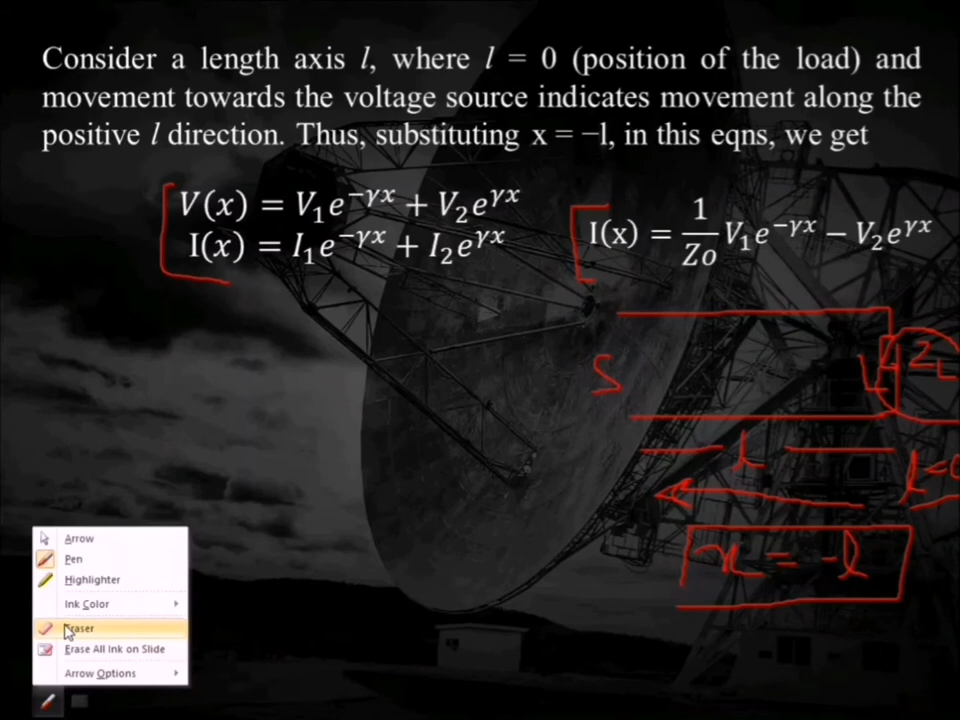 Consider a length axis l, where l = 0 (position of the load) and
movement towards the voltage source indicates movement along the
positive l direction. Thus, substituting x = −l, in this eqns, we get
V(x) = V₁e^{−γx} + V₂e^{γx}
I(x) = I₁e^{−γx} + I₂e^{γx}
I(x) = \frac{1}{Zo} V₁e^{−γx} − V₂e^{γx}
S
Z_L
l
x = -l
Arrow
Pen
Highlighter
Ink Color
Eraser
Erase All Ink on Slide
Arrow Options